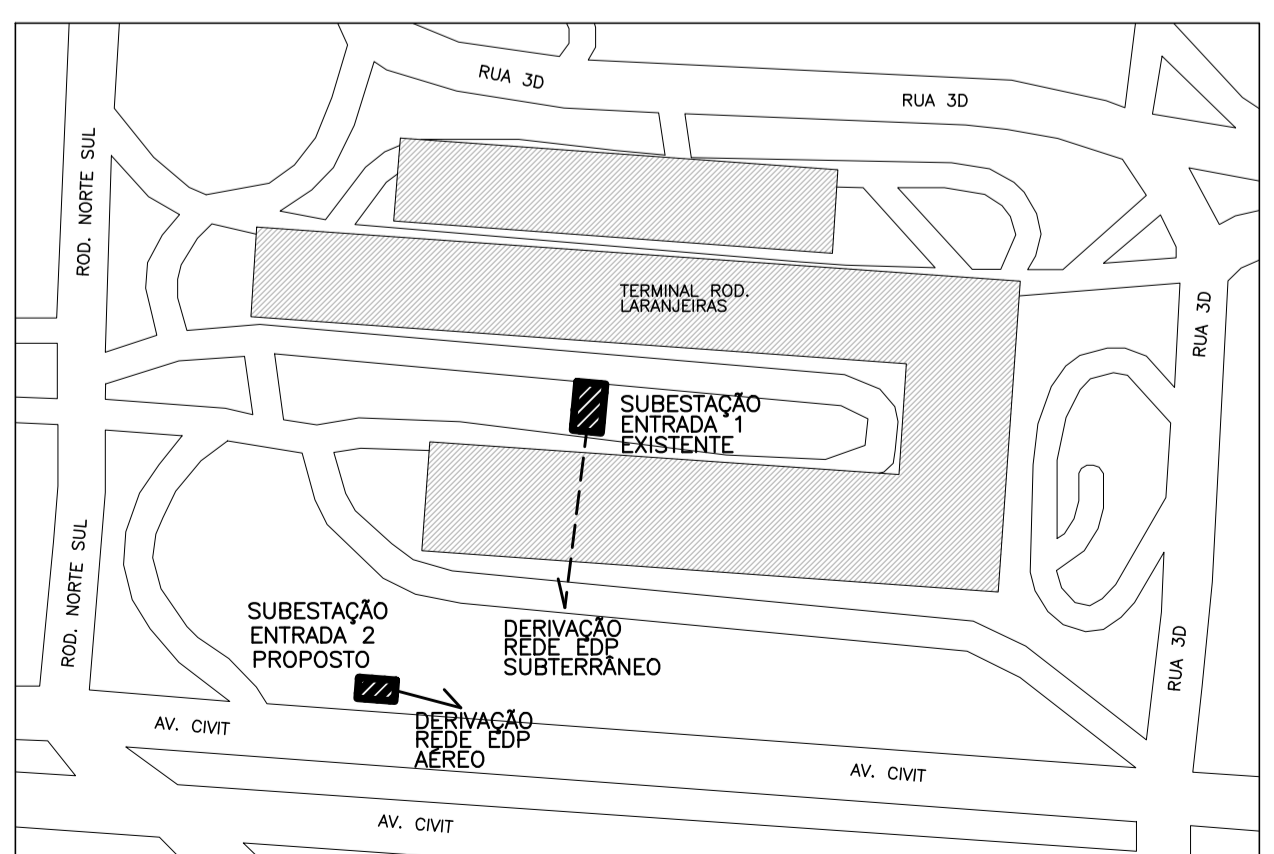 RUA 3D
RUA 3D
ROD. NORTE SUL
TERMINAL ROD.
LARANJEIRAS
RUA 3D
SUBESTAÇÃO
ENTRADA 1
EXISTENTE
ROD. NORTE SUL
SUBESTAÇÃO
ENTRADA 2
PROPOSTO
DERIVAÇÃO
REDE EDP
SUBTERRÂNEO
RUA 3D
DERIVAÇÃO
REDE EDP
AÉREO
AV. CIVIT
AV. CIVIT
AV. CIVIT